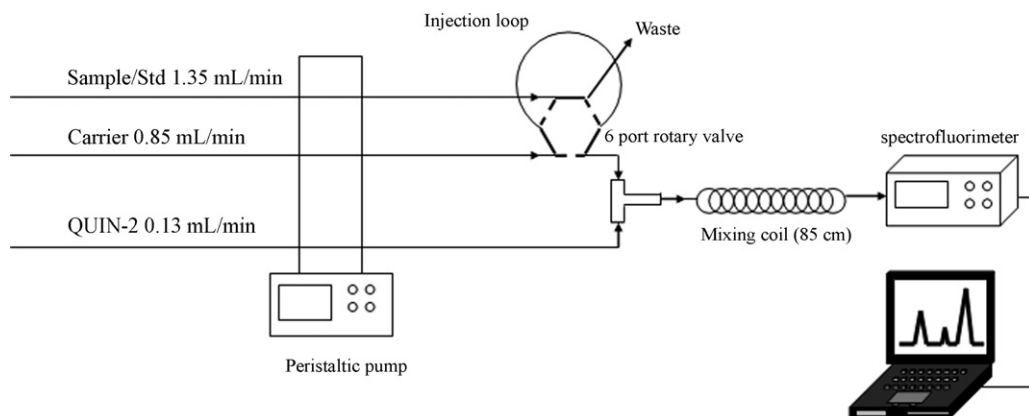 Injection loop
Waste
Sample/Std 1.35 mL/min
Carrier 0.85 mL/min
6 port rotary valve
spectrofluorimeter
QUIN-2 0.13 mL/min
Mixing coil (85 cm)
Peristaltic pump